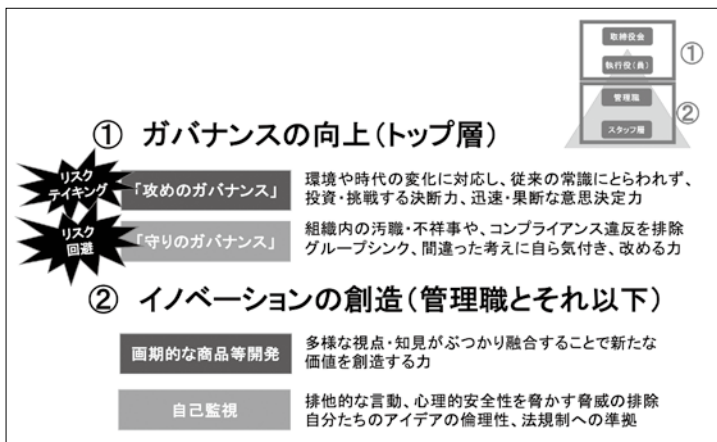 取締役会
執行役(員)
①
管理職
②
スタッフ層
① ガバナンスの向上(トップ層)
リスク
テイキング
「攻めのガバナンス」
環境や時代の変化に対応し、従来の常識にとらわれず、
投資・挑戦する決断力、迅速・果断な意思決定力
リスク
回避
「守りのガバナンス」
組織内の汚職・不祥事や、コンプライアンス違反を排除
グループシンク、間違った考えに自ら気付き、改める力
② イノベーションの創造(管理職とそれ以下)
画期的な商品等開発
多様な視点・知見がぶつかり融合することで新たな
価値を創造する力
自己監視
排他的な言動、心理的安全性を脅かす脅威の排除
自分たちのアイデアの倫理性、法規制への準拠